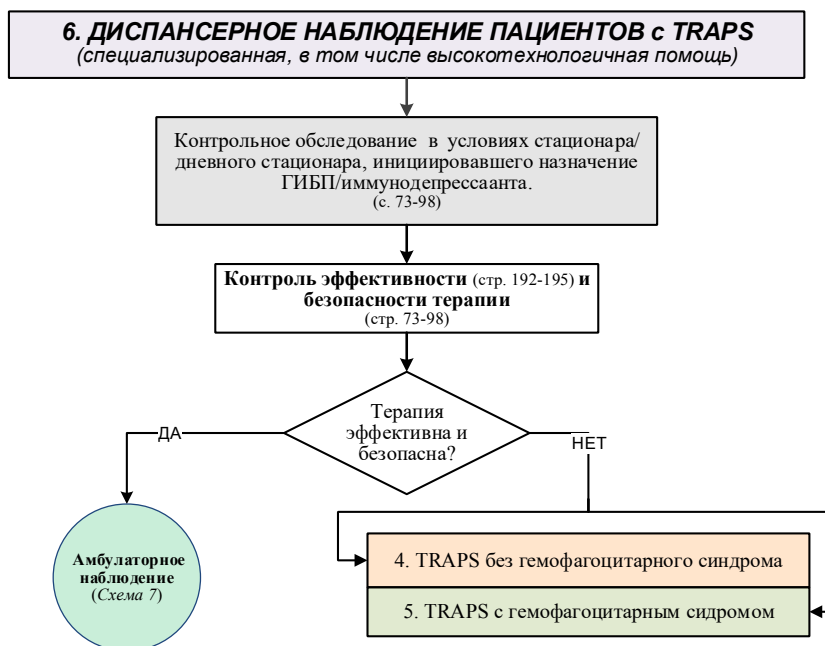 6. ДИСПАНСЕРНОЕ НАБЛЮДЕНИЕ ПАЦИЕНТОВ с TRAPS
(специализированная, в том числе высокотехнологичная помощь)
Контрольное обследование в условиях стационара/
дневного стационара, инициировавшего назначение
ГИБП/иммунодепрессаанта.
(с. 73-98)
Контроль эффективности (стр. 192-195) и
безопасности терапии
(стр. 73-98)
Терапия
эффективна и
безопасна?
ДА
НЕТ
Амбулаторное
наблюдение
(Схема 7)
4. TRAPS без гемофагоцитарного синдрома
5. TRAPS с гемофагоцитарным сидромом